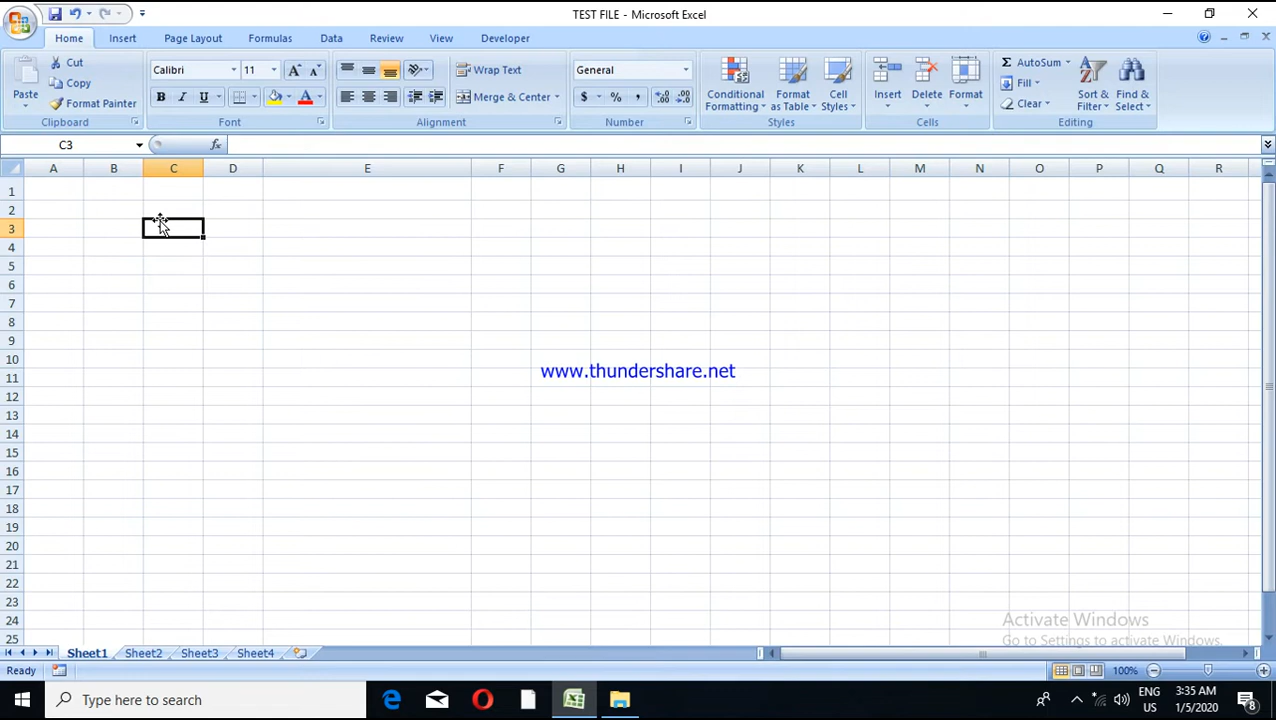 TEST FILE - Microsoft Excel
Home Insert Page Layout Formulas Data Review View Developer
Paste
Cut
Copy
Format Painter
Clipboard
Calibri 11
B I U
Font
Wrap Text
Merge & Center
Alignment
General
$ % ,
Number
Conditional Formatting
Format as Table
Cell Styles
Styles
Insert
Delete
Format
Cells
AutoSum
Fill
Clear
Sort & Filter
Find & Select
Editing
C3 fx
A B C D E F G H I J K L M N O P Q R
1
2
3
4
5
6
7
8
9
10
11
12
13
14
15
16
17
18
19
20
21
22
23
24
25
www.thundershare.net
Activate Windows
Go to Settings to activate Windows.
Sheet1 Sheet2 Sheet3 Sheet4
Ready 100%
Type here to search
ENG
US
3:35 AM
1/5/2020
8